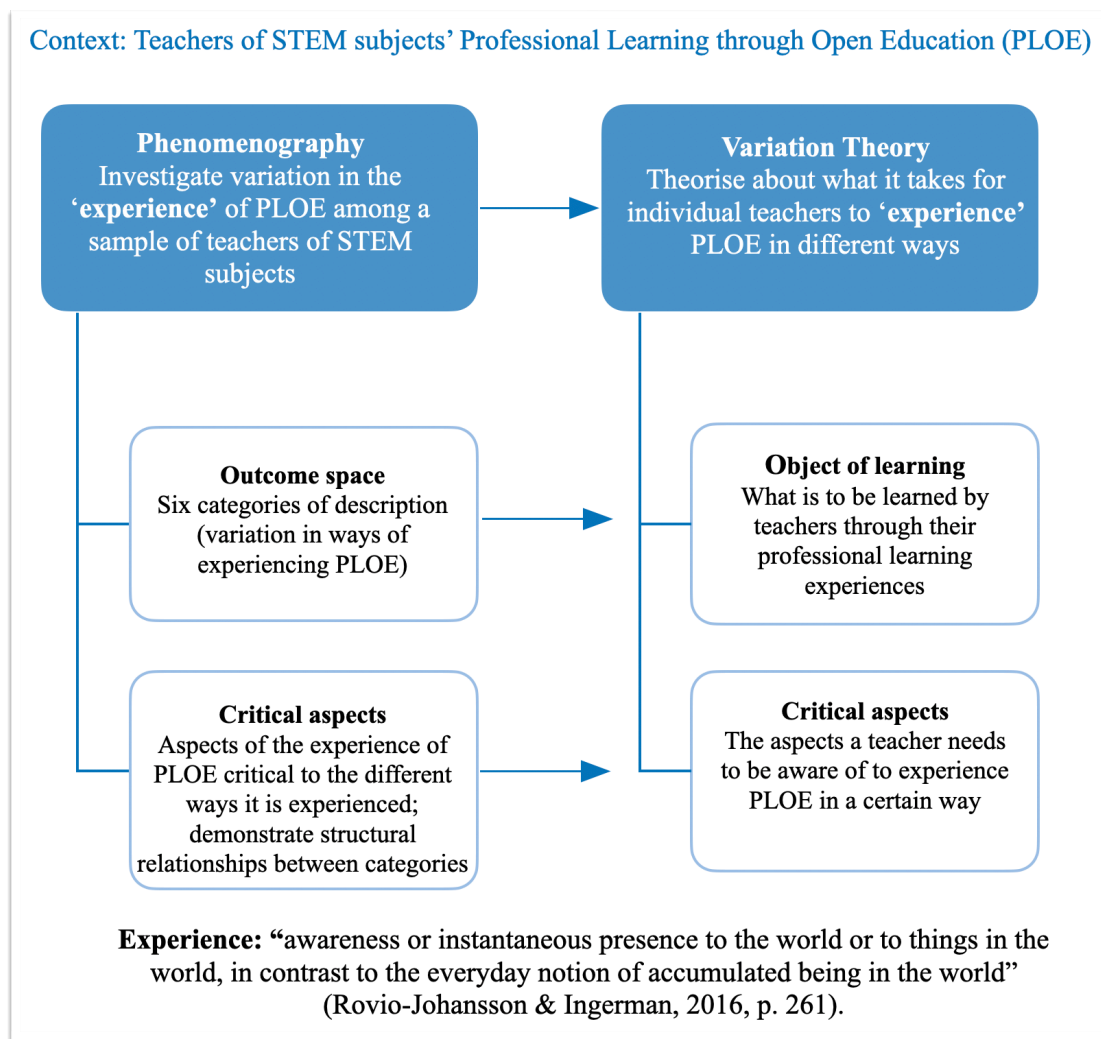 Context: Teachers of STEM subjects’ Professional Learning through Open Education (PLOE)
Phenomenography
Investigate variation in the
‘experience’ of PLOE among a
sample of teachers of STEM
subjects
Variation Theory
Theorise about what it takes for
individual teachers to ‘experience’
PLOE in different ways
Outcome space
Six categories of description
(variation in ways of
experiencing PLOE)
Object of learning
What is to be learned by
teachers through their
professional learning
experiences
Critical aspects
Aspects of the experience of
PLOE critical to the different
ways it is experienced;
demonstrate structural
relationships between categories
Critical aspects
The aspects a teacher needs
to be aware of to experience
PLOE in a certain way
Experience: “awareness or instantaneous presence to the world or to things in the
world, in contrast to the everyday notion of accumulated being in the world”
(Rovio-Johansson & Ingerman, 2016, p. 261).